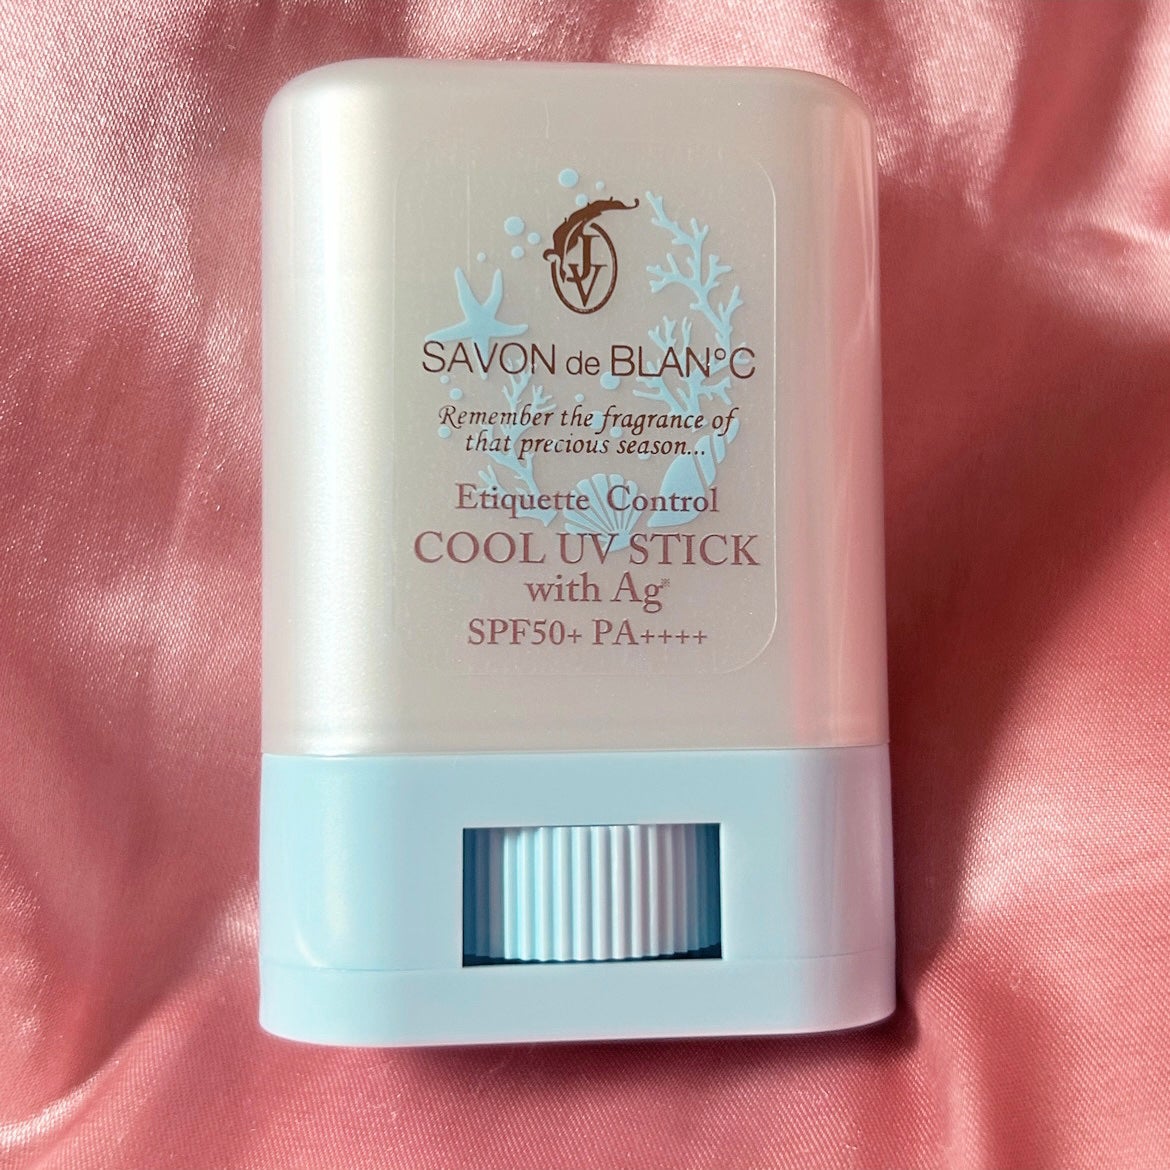 JV
SAVON de BLAN°C
Remember the fragrance of
that precious season...
Etiquette Control
COOL UV STICK
with Ag※
SPF50+ PA++++